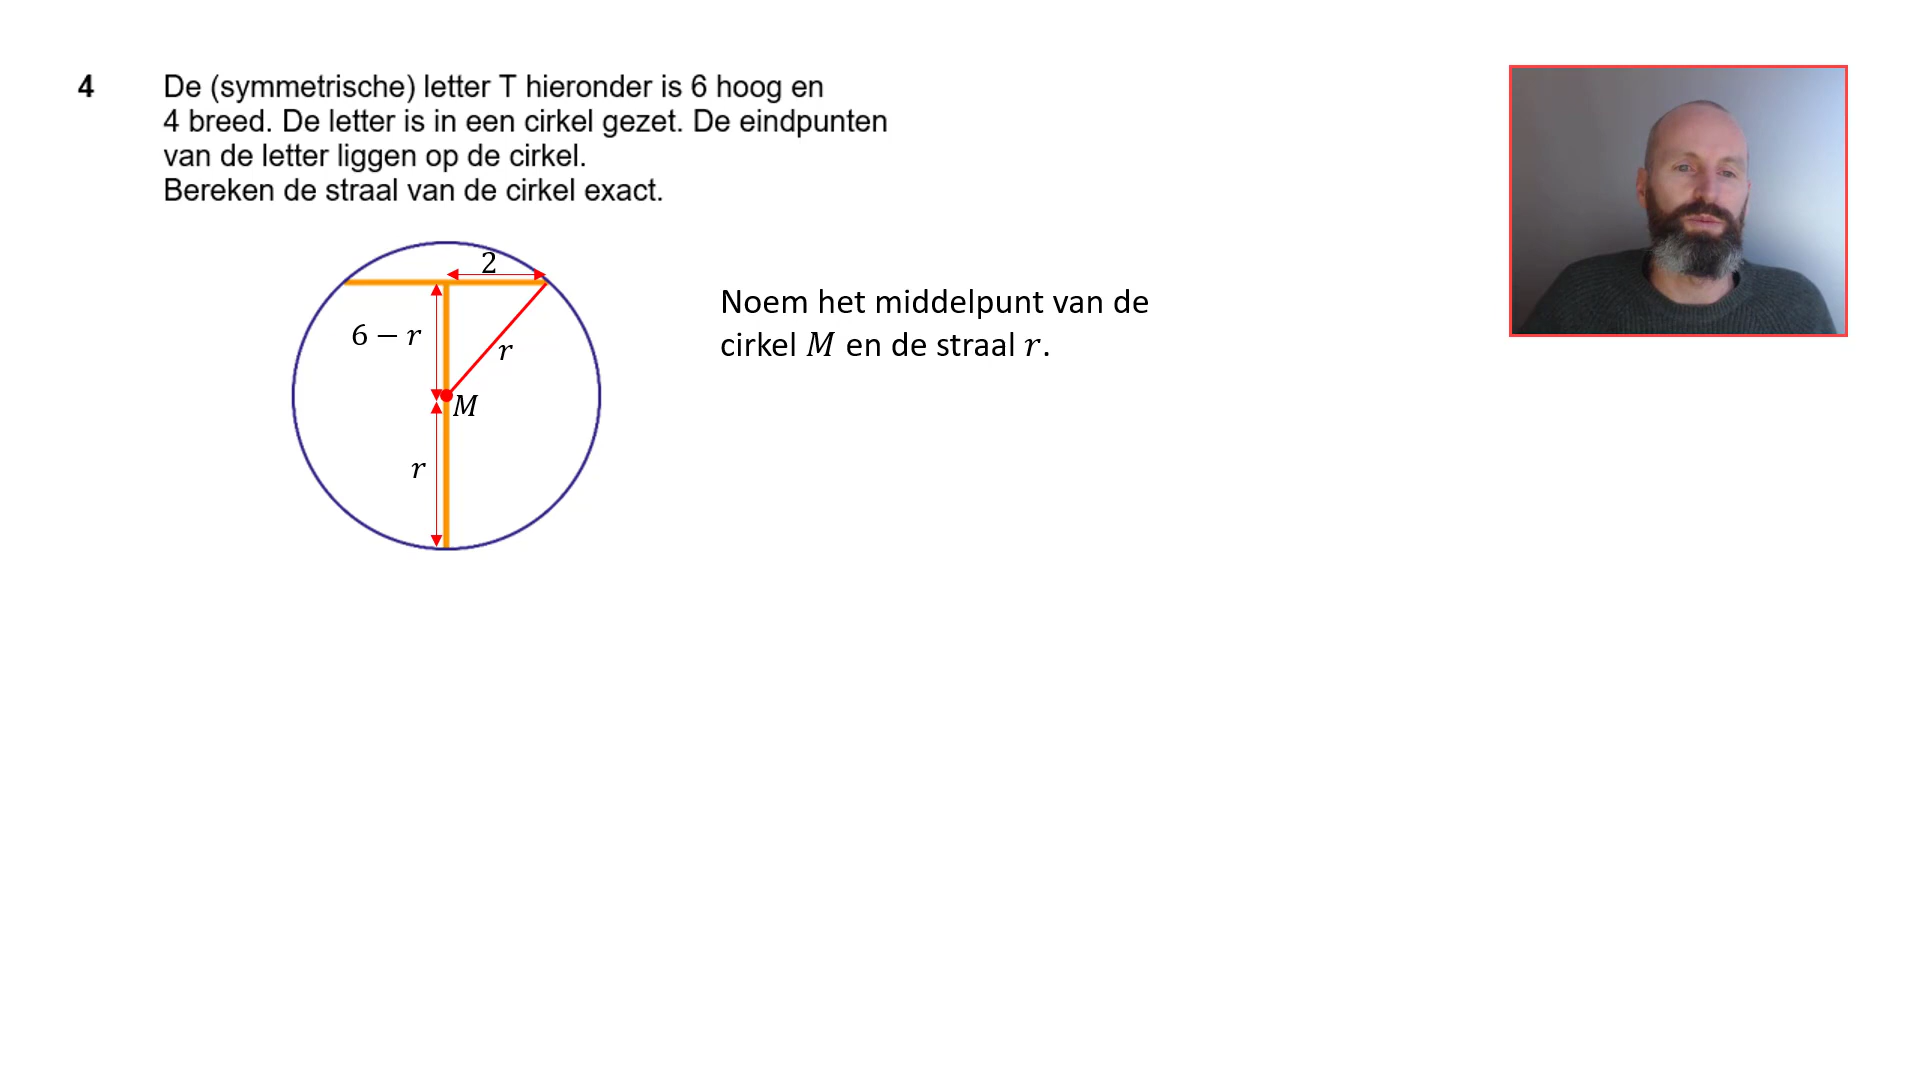 4 De (symmetrische) letter T hieronder is 6 hoog en
4 breed. De letter is in een cirkel gezet. De eindpunten
van de letter liggen op de cirkel.
Bereken de straal van de cirkel exact.
2
6 − r
r
M
r
Noem het middelpunt van de
cirkel M en de straal r.